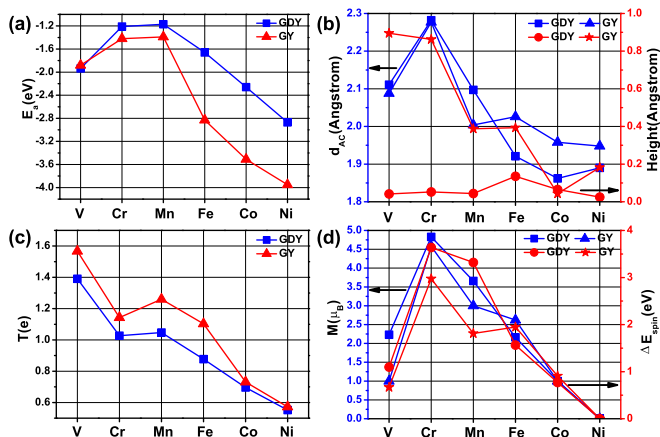 (a)
GDY
GY
E_a(eV)
-1.2
-1.6
-2.0
-2.4
-2.8
-3.2
-3.6
-4.0
V Cr Mn Fe Co Ni
(b)
GDY GY
GDY GY
d_AC(Angstrom)
2.3
2.2
2.1
2.0
1.9
1.8
Height(Angstrom)
1.0
0.8
0.6
0.4
0.2
0.0
V Cr Mn Fe Co Ni
(c)
GDY
GY
T(e)
1.6
1.4
1.2
1.0
0.8
0.6
V Cr Mn Fe Co Ni
(d)
GDY GY
GDY GY
M(μ_B)
5.0
4.5
4.0
3.5
3.0
2.5
2.0
1.5
1.0
0.5
0.0
Δ E_spin(eV)
4
3
2
1
0
V Cr Mn Fe Co Ni